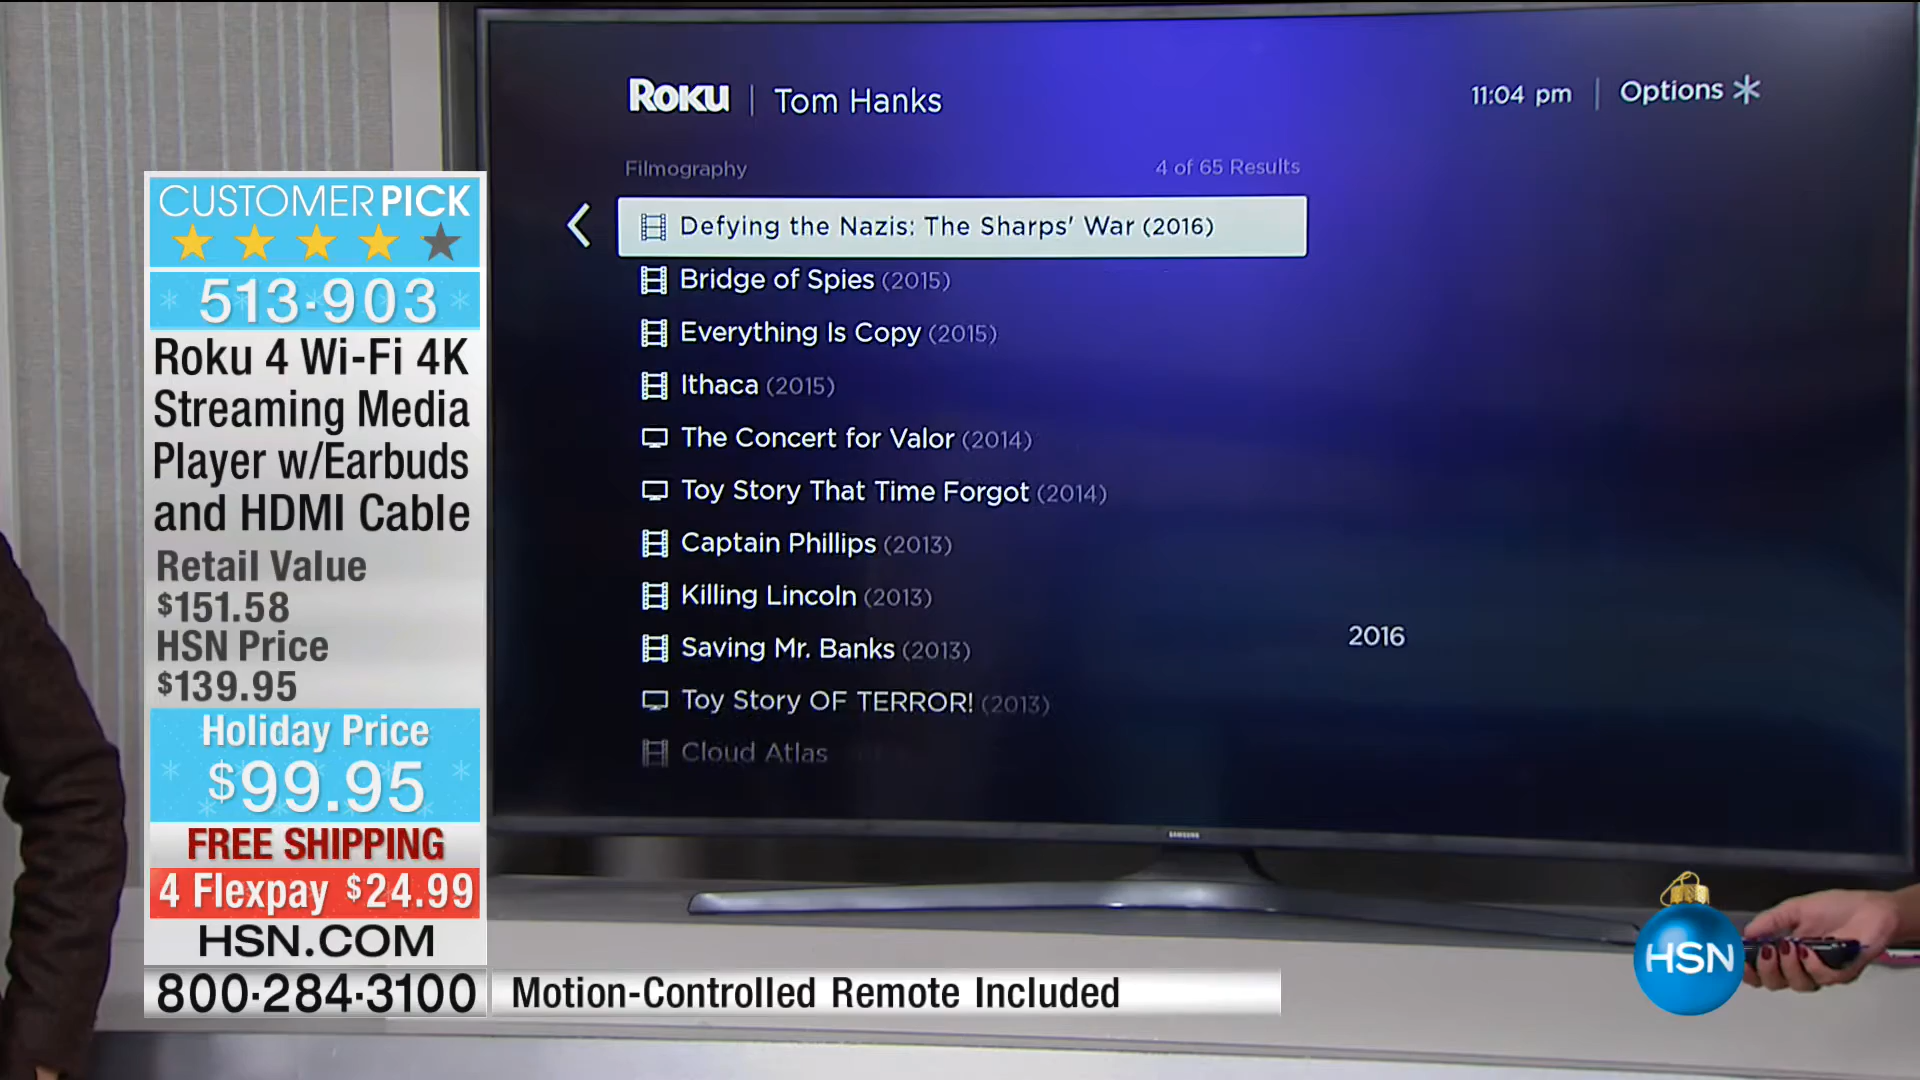 CUSTOMERPICK
513-903
Roku 4 Wi-Fi 4K
Streaming Media
Player w/Earbuds
and HDMI Cable
Retail Value
$151.58
HSN Price
$139.95
Holiday Price
$99.95
FREE SHIPPING
4 Flexpay $24.99
HSN.COM
800-284-3100
Motion-Controlled Remote Included
ROKU | Tom Hanks
11:04 pm | Options
Filmography
4 of 65 Results
Defying the Nazis: The Sharps' War (2016)
Bridge of Spies (2015)
Everything Is Copy (2015)
Ithaca (2015)
The Concert for Valor (2014)
Toy Story That Time Forgot (2014)
Captain Phillips (2013)
Killing Lincoln (2013)
Saving Mr. Banks (2013)
Toy Story OF TERROR! (2013)
Cloud Atlas
2016
SAMSUNG
HSN